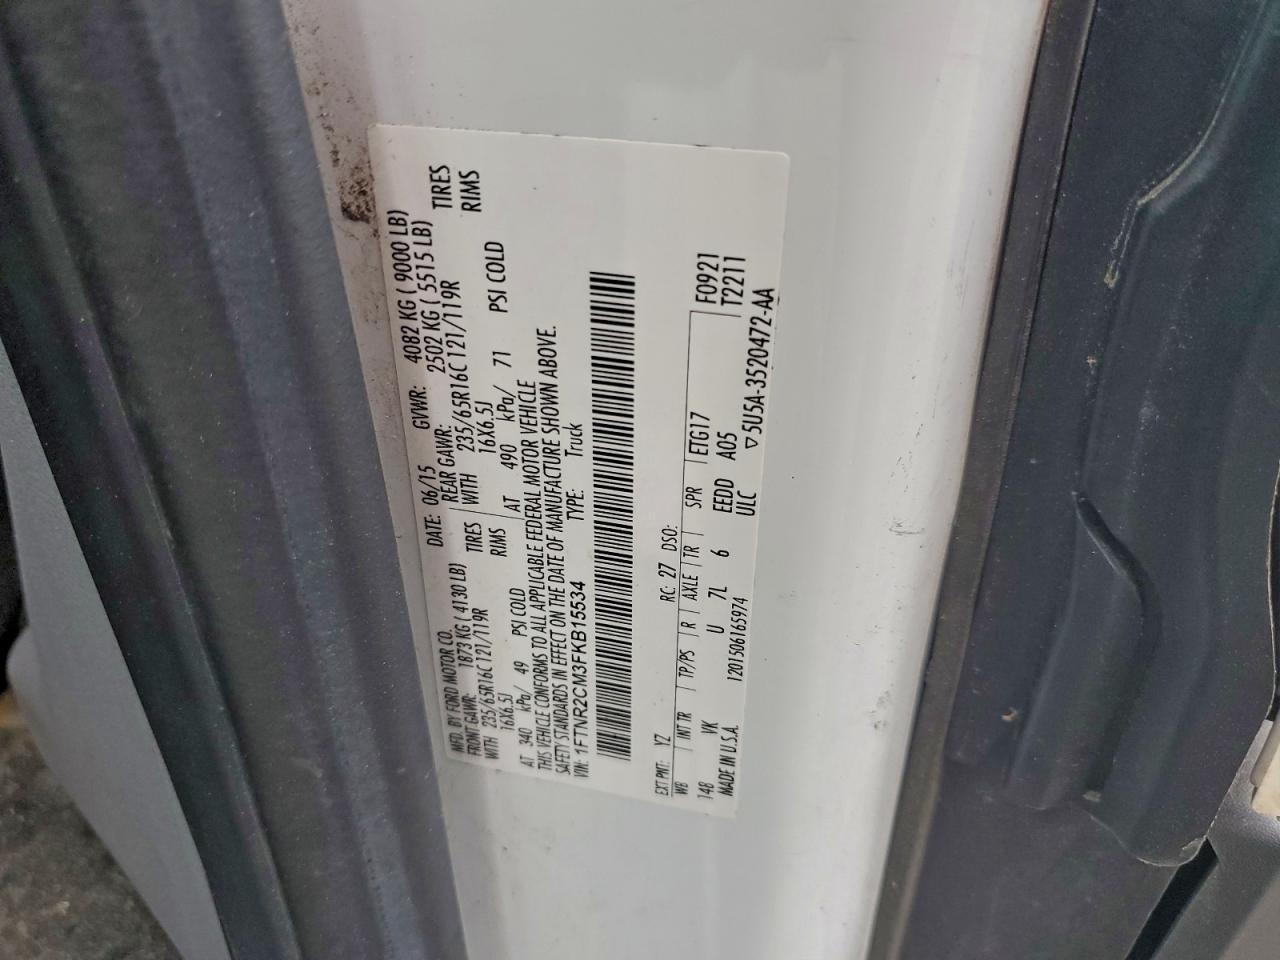 MFD. BY FORD MOTOR CO.
DATE: 06/15 GVWR: 4082 KG ( 9000 LB)
FRONT GAWR: 1873 KG ( 4130 LB) REAR GAWR: 2502 KG ( 5515 LB)
WITH 235/65R16C 121/119R TIRES WITH 235/65R16C 121/119R TIRES
16X6.5J RIMS 16X6.5J RIMS
AT 340 kPa/ 49 PSI COLD AT 490 kPa/ 71 PSI COLD
THIS VEHICLE CONFORMS TO ALL APPLICABLE FEDERAL MOTOR VEHICLE
SAFETY STANDARDS IN EFFECT ON THE DATE OF MANUFACTURE SHOWN ABOVE.
VIN: 1FTNR2CM3FKB15534 TYPE: Truck
EXT PNT: YZ RC: 27 DSO: F0921
WB INT TR TP/PS R AXLE TR SPR ETG17 T2211
148 VK U 7L 6 EEDD A05
MADE IN U.S.A. 1201506165974 ULC ▽5U5A-3520472-AA